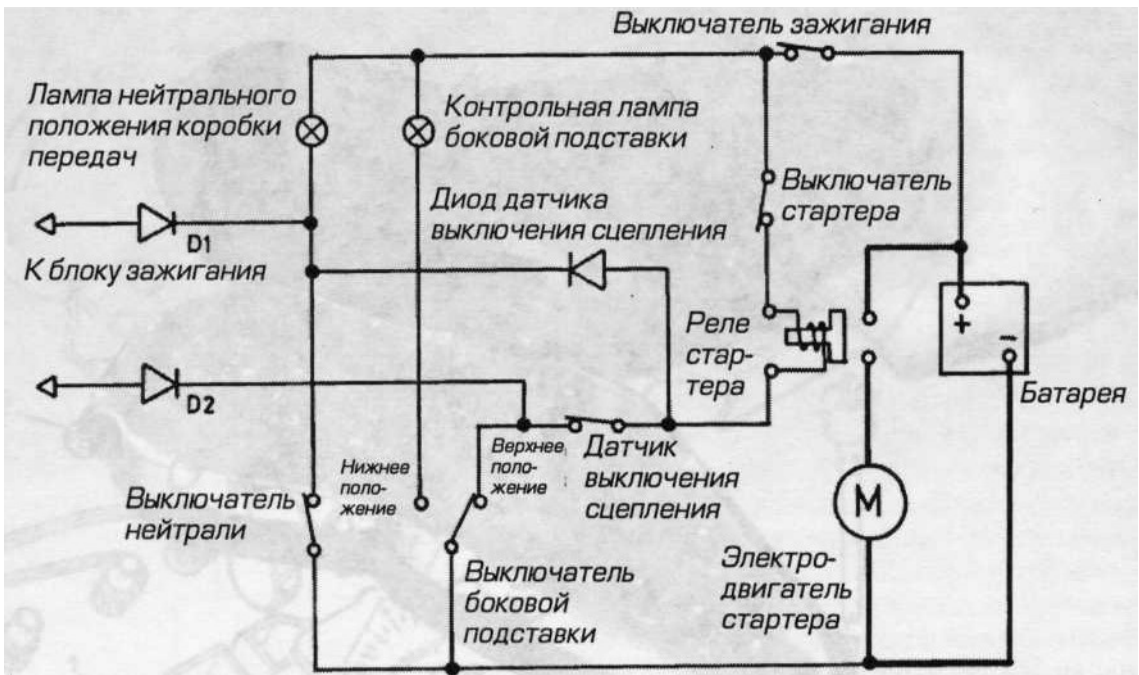 Выключатель зажигания
Лампа нейтрального
положения коробки
передач
Контрольная лампа
боковой подставки
Выключатель
стартера
Диод датчика
выключения сцепления
D1
К блоку зажигания
Реле
стар-
тера
+
−
Батарея
D2
Верхнее
поло-
жение
Нижнее
поло-
жение
Датчик
выключения
сцепления
Выключатель
нейтрали
M
Выключатель
боковой
подставки
Электро-
двигатель
стартера